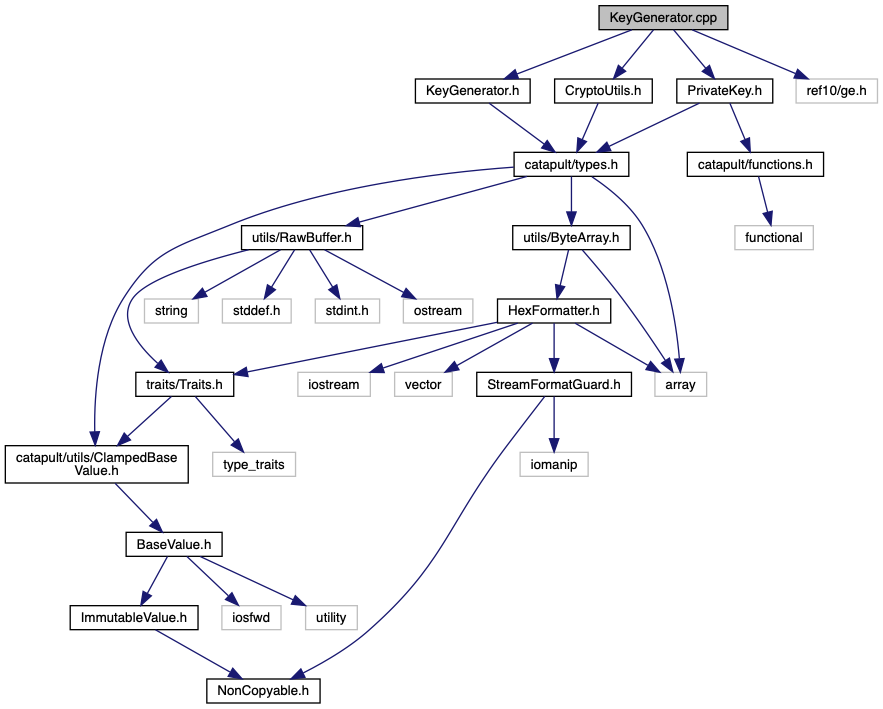 KeyGenerator.cpp
KeyGenerator.h
CryptoUtils.h
PrivateKey.h
ref10/ge.h
catapult/types.h
catapult/functions.h
utils/RawBuffer.h
utils/ByteArray.h
functional
string
stddef.h
stdint.h
ostream
HexFormatter.h
traits/Traits.h
iostream
vector
StreamFormatGuard.h
array
catapult/utils/ClampedBase
Value.h
type_traits
iomanip
BaseValue.h
ImmutableValue.h
iosfwd
utility
NonCopyable.h